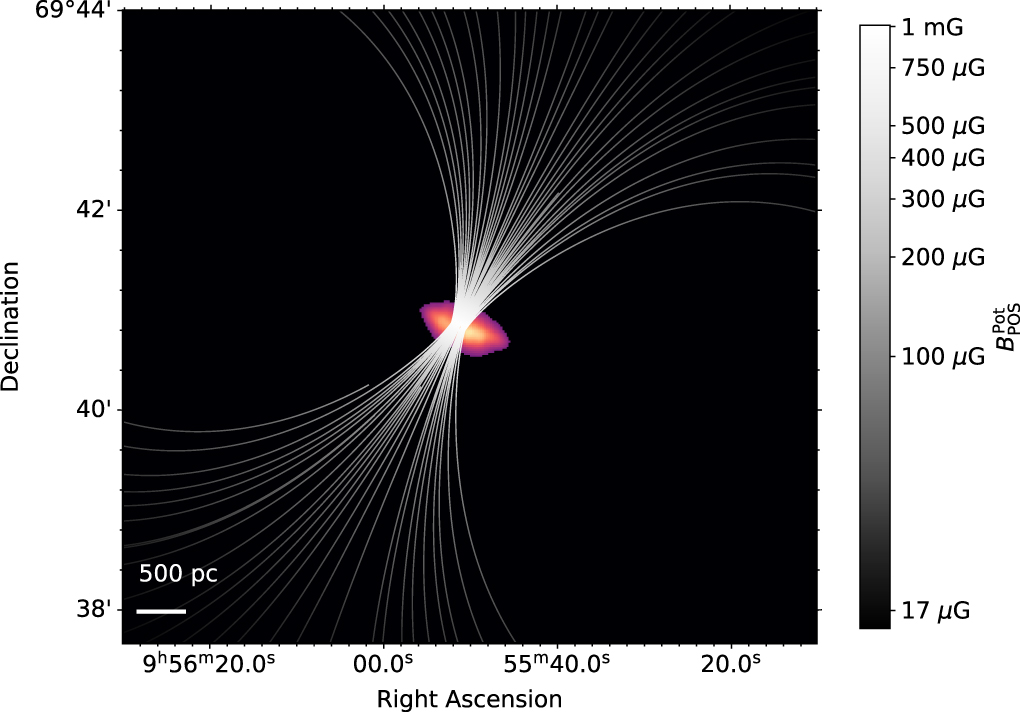 69°44'
42'
40'
38'
Declination
500 pc
9ʰ56ᵐ20.0ˢ
00.0ˢ
55ᵐ40.0ˢ
20.0ˢ
Right Ascension
1 mG
750 μG
500 μG
400 μG
300 μG
200 μG
100 μG
17 μG
B^Pot_POS